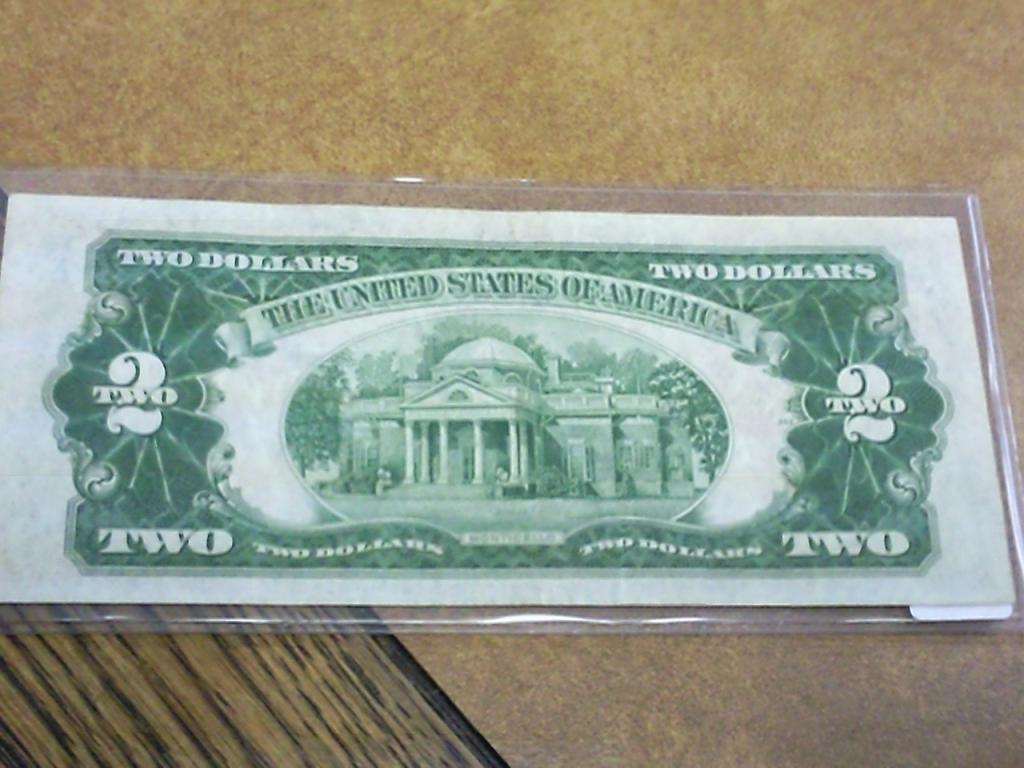 TWO DOLLARS
TWO DOLLARS
THE UNITED STATES OF AMERICA
2
TWO
2
TWO
TWO
TWO DOLLARS
MONTICELLO
TWO DOLLARS
TWO